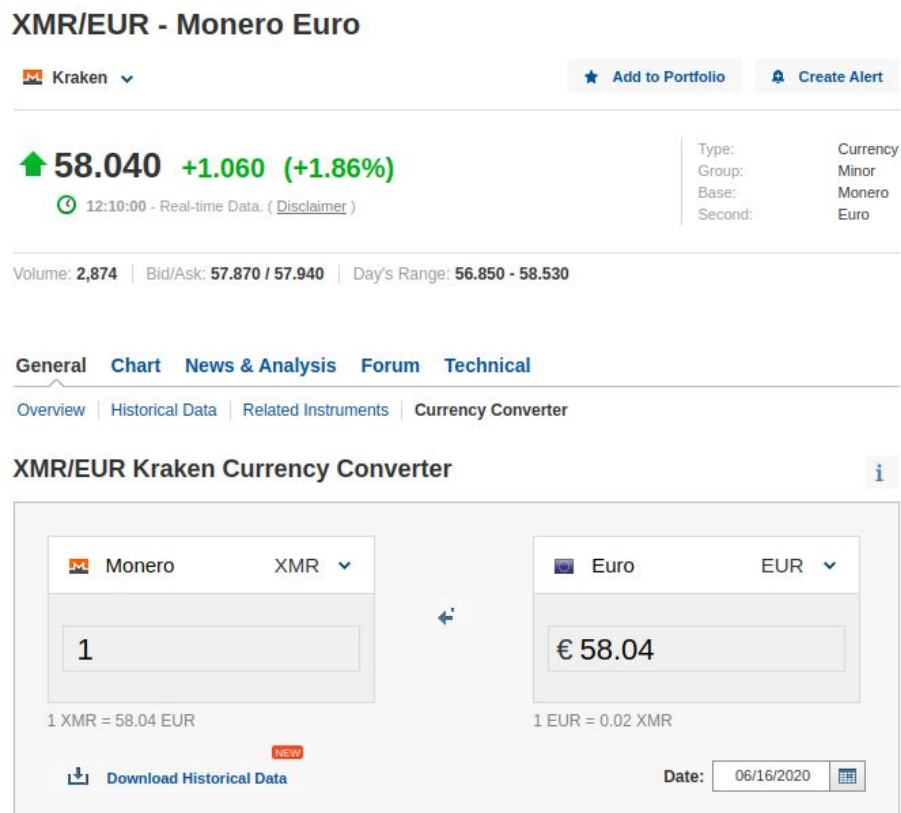 XMR/EUR - Monero Euro
Kraken
Add to Portfolio
Create Alert
58.040 +1.060 (+1.86%)
12:10:00 - Real-time Data. ( Disclaimer )
Type: Currency
Group: Minor
Base: Monero
Second: Euro
Volume: 2,874 Bid/Ask: 57.870 / 57.940 Day's Range: 56.850 - 58.530
General Chart News & Analysis Forum Technical
Overview Historical Data Related Instruments Currency Converter
XMR/EUR Kraken Currency Converter
i
Monero XMR
Euro EUR
1
€ 58.04
1 XMR = 58.04 EUR
1 EUR = 0.02 XMR
NEW
Download Historical Data
Date: 06/16/2020